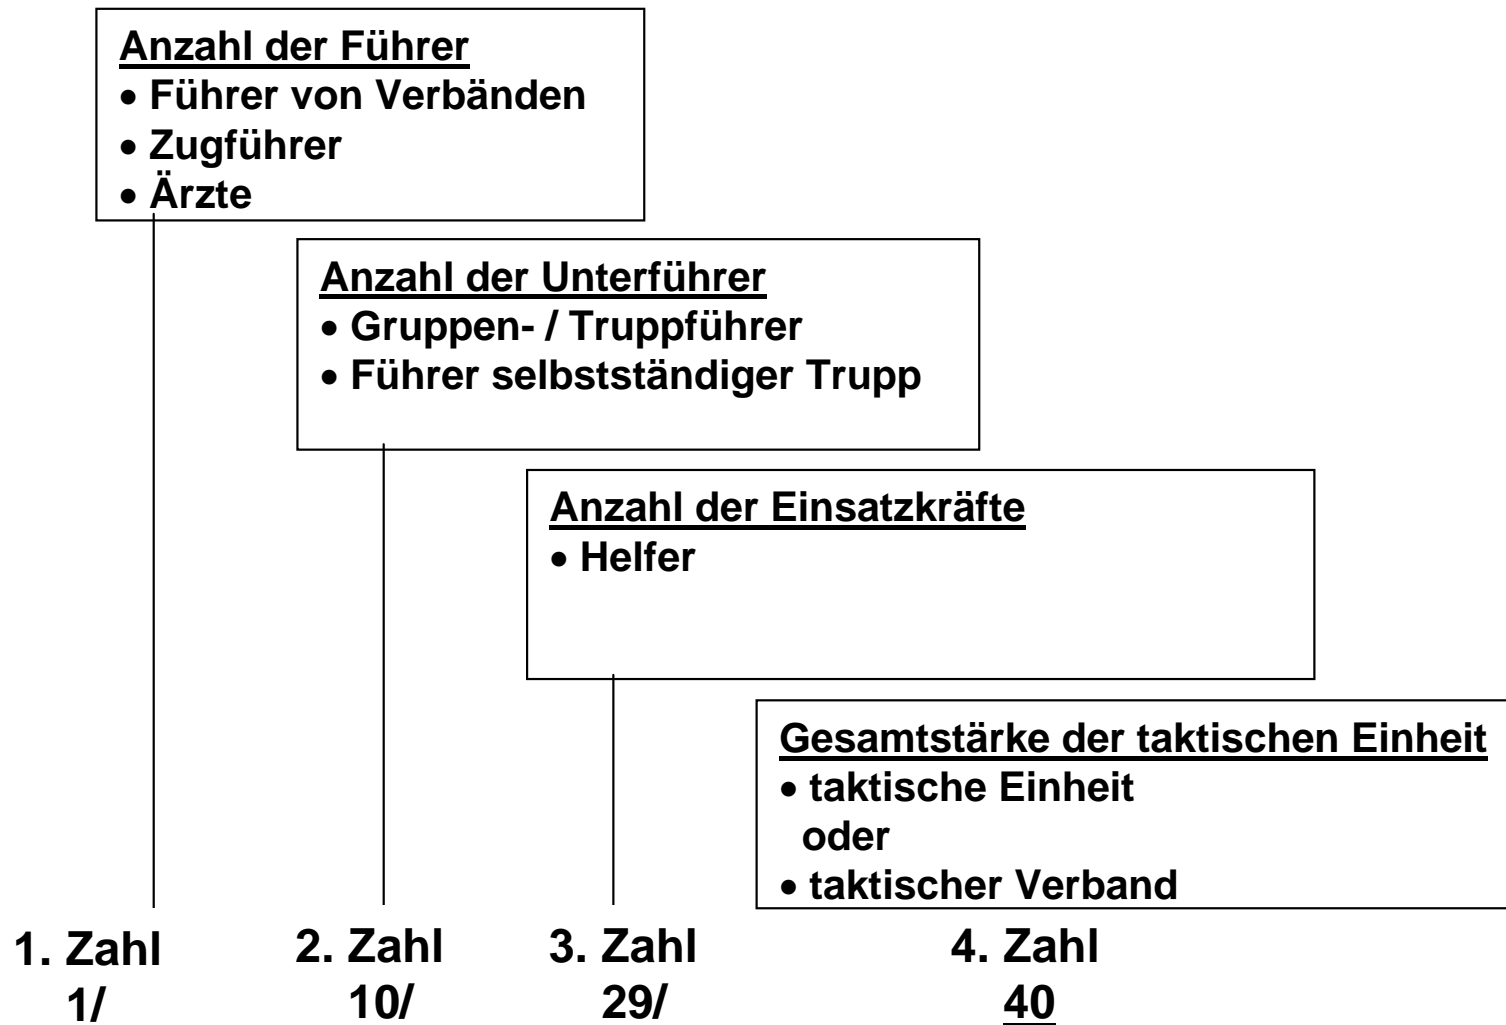 Anzahl der Führer
• Führer von Verbänden
• Zugführer
• Ärzte
Anzahl der Unterführer
• Gruppen- / Truppführer
• Führer selbstständiger Trupp
Anzahl der Einsatzkräfte
• Helfer
Gesamtstärke der taktischen Einheit
• taktische Einheit
oder
• taktischer Verband
1. Zahl 2. Zahl 3. Zahl 4. Zahl
1/ 10/ 29/ 40